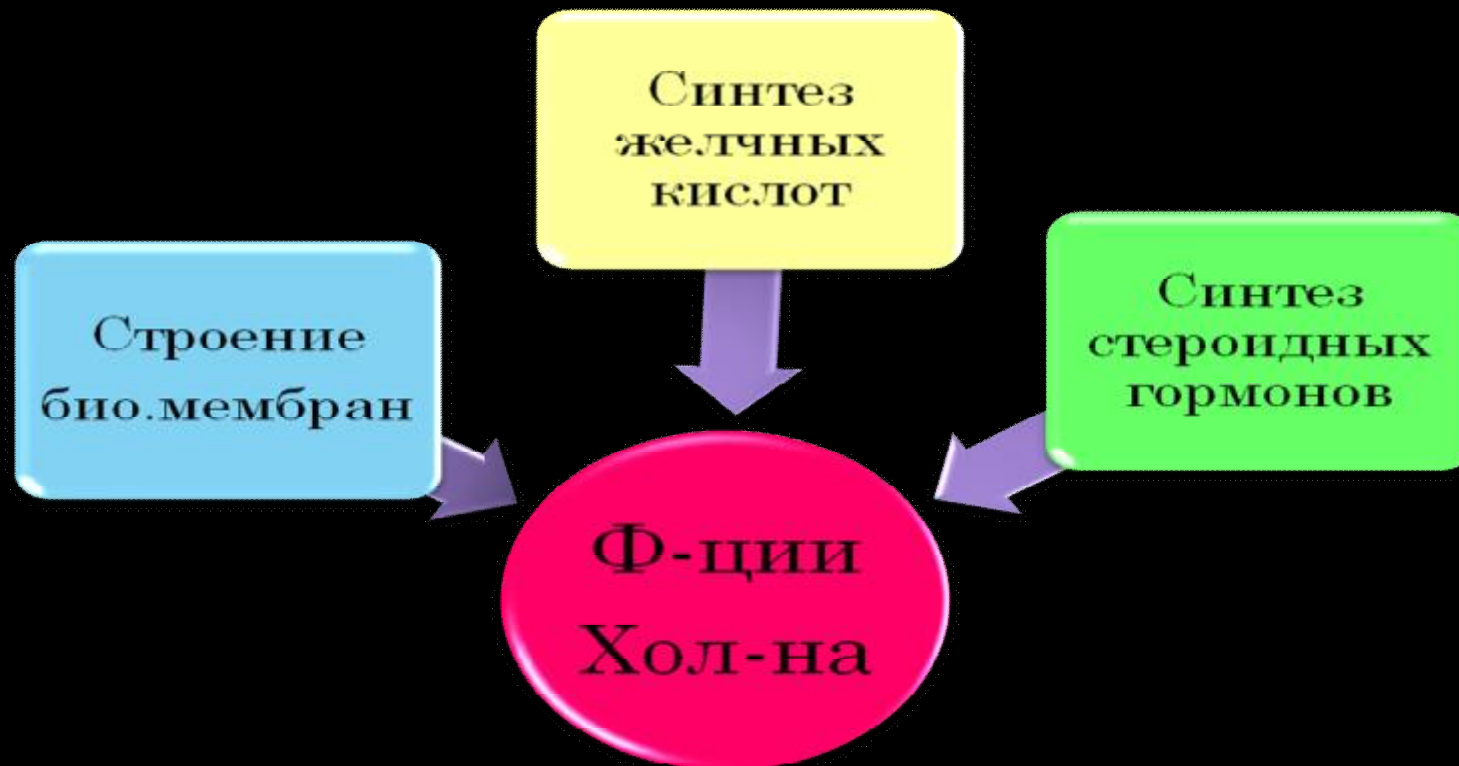 Синтез
желчных
кислот
Строение
био.мембран
Синтез
стероидных
гормонов
Ф-ции
Хол-на